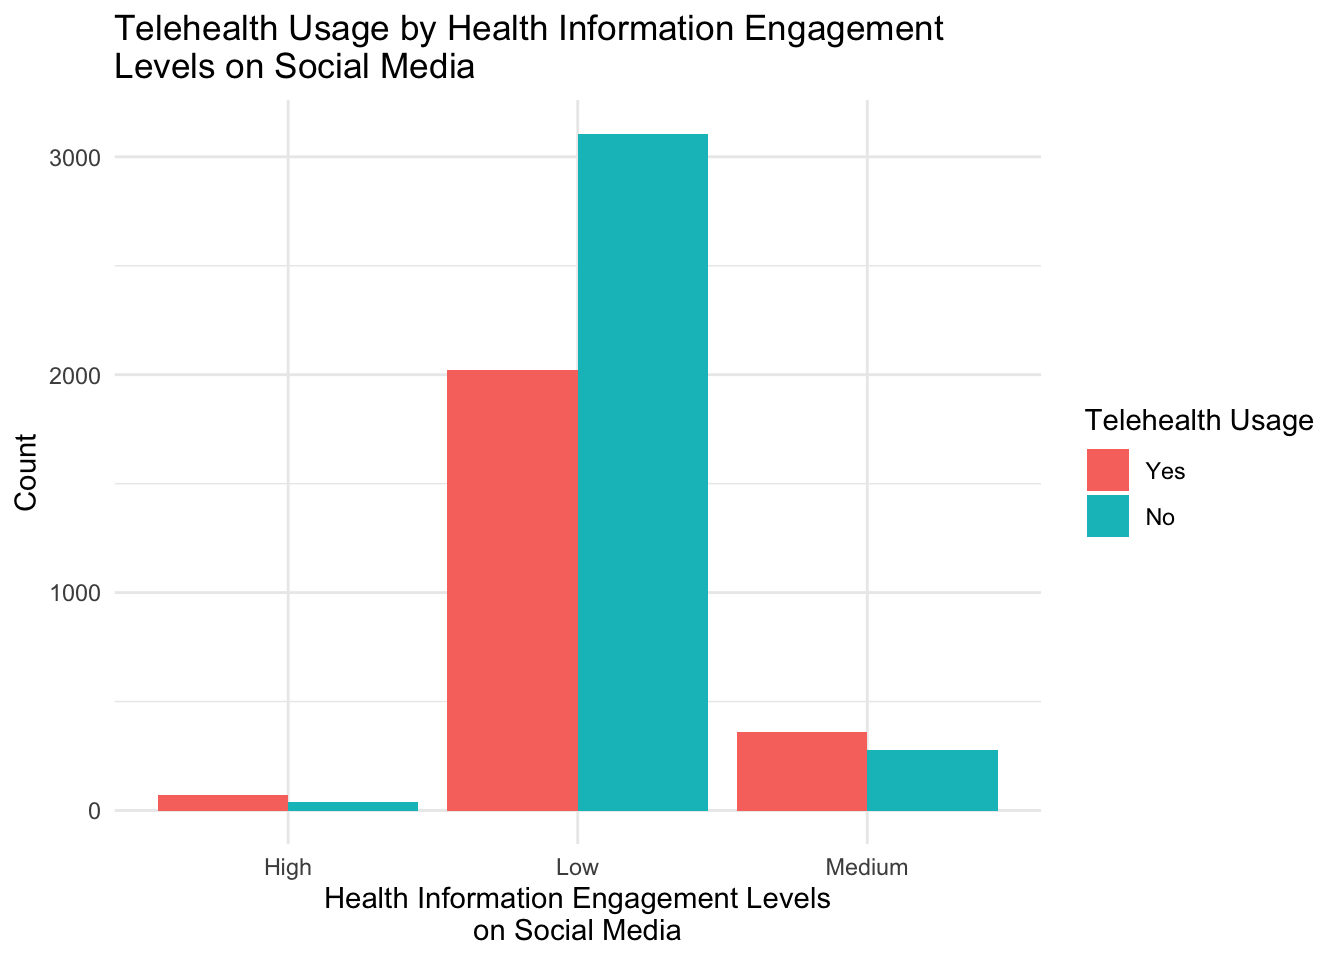 Telehealth Usage by Health Information Engagement
Levels on Social Media
3000
2000
1000
0
Count
High
Low
Medium
Health Information Engagement Levels
on Social Media
Telehealth Usage
Yes
No